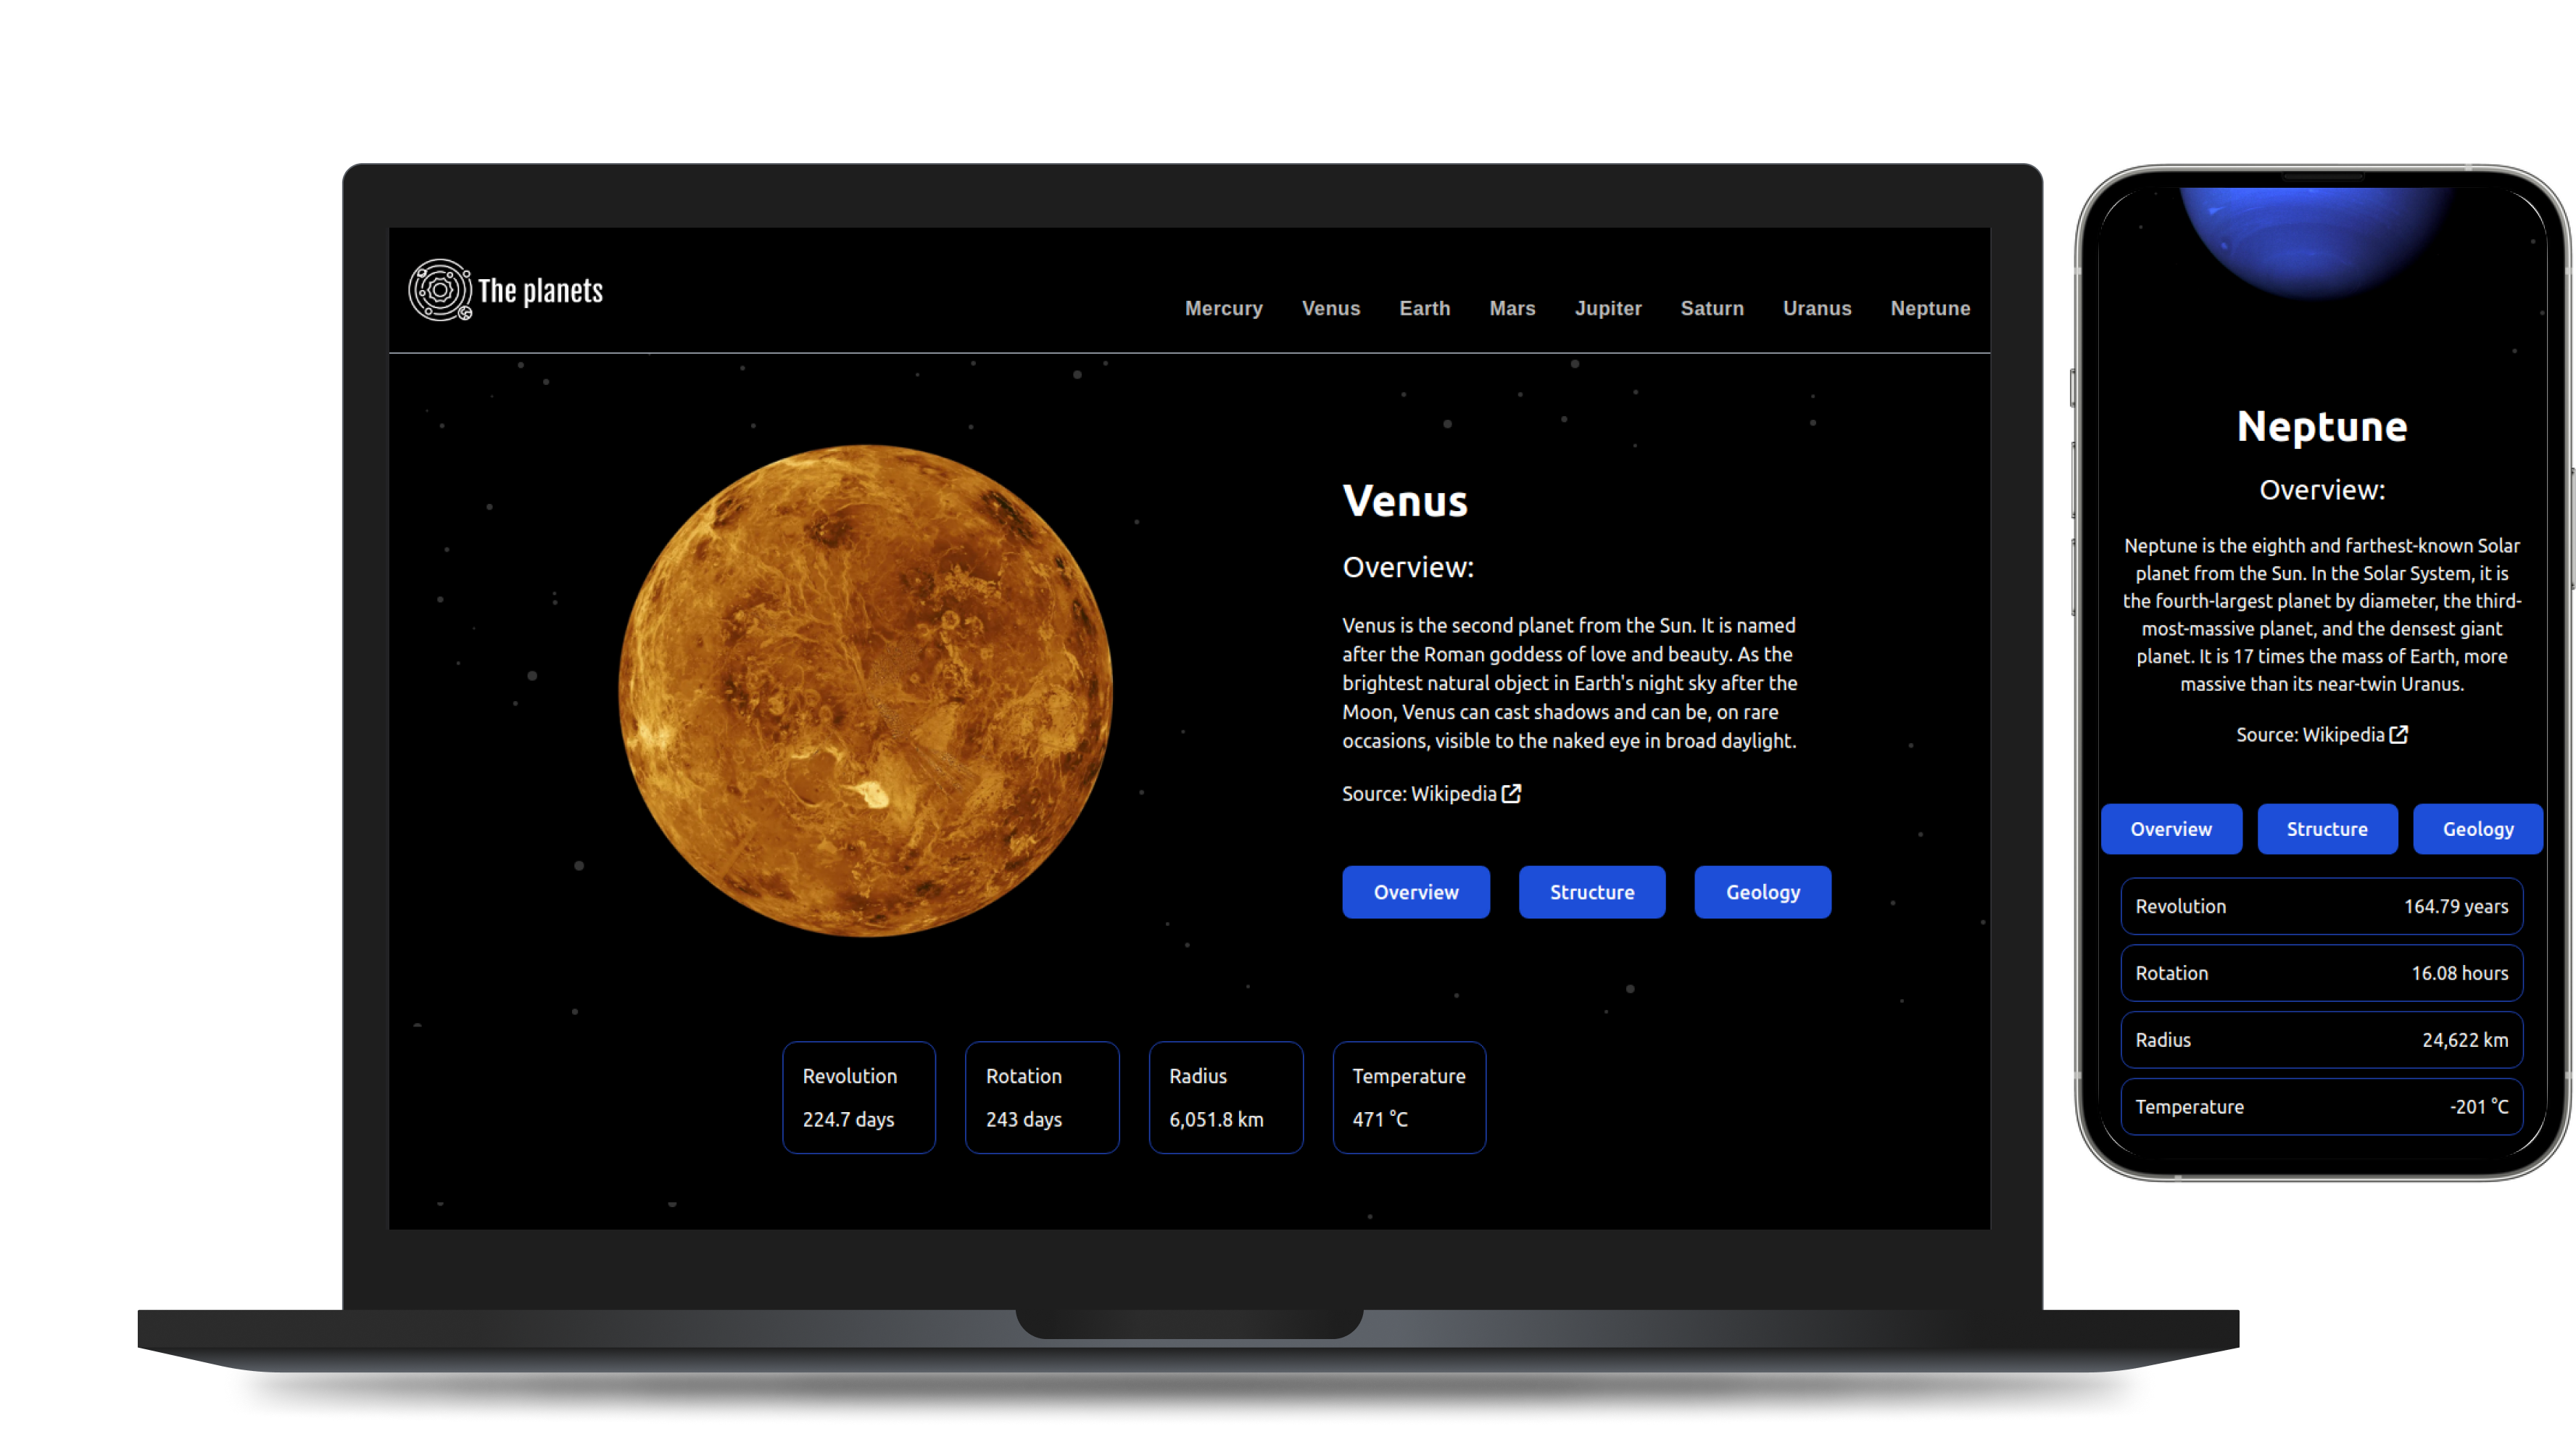 The planets
Mercury Venus Earth Mars Jupiter Saturn Uranus Neptune
Venus
Overview:
Venus is the second planet from the Sun. It is named
after the Roman goddess of love and beauty. As the
brightest natural object in Earth's night sky after the
Moon, Venus can cast shadows and can be, on rare
occasions, visible to the naked eye in broad daylight.
Source: Wikipedia
Overview Structure Geology
Revolution
224.7 days
Rotation
243 days
Radius
6,051.8 km
Temperature
471 °C
Neptune
Overview:
Neptune is the eighth and farthest-known Solar
planet from the Sun. In the Solar System, it is
the fourth-largest planet by diameter, the third-
most-massive planet, and the densest giant
planet. It is 17 times the mass of Earth, more
massive than its near-twin Uranus.
Source: Wikipedia
Overview Structure Geology
Revolution 164.79 years
Rotation 16.08 hours
Radius 24,622 km
Temperature -201 °C